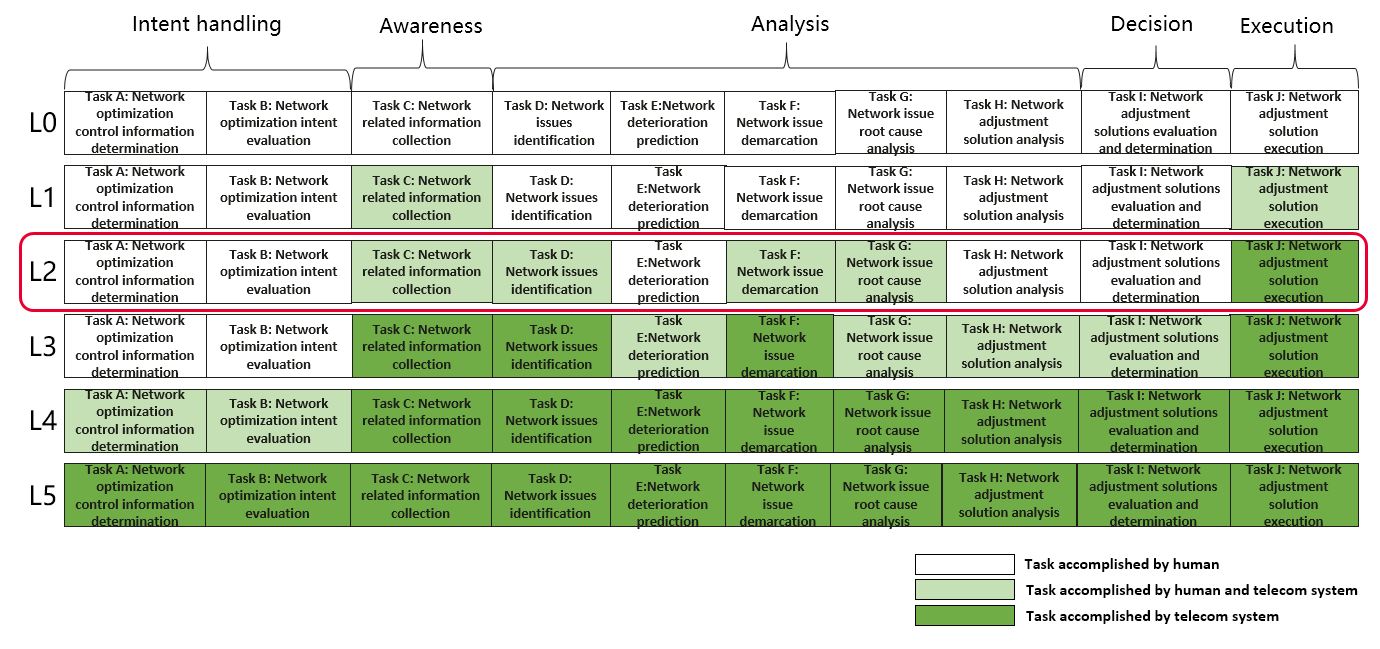 Intent handling
Awareness
Analysis
Decision
Execution
L0
Task A: Network
optimization
control information
determination
Task B: Network
optimization intent
evaluation
Task C: Network
related information
collection
Task D: Network
issues
identification
Task E:Network
deterioration
prediction
Task F:
Network issue
demarcation
Task G:
Network issue
root cause
analysis
Task H: Network
adjustment
solution analysis
Task I: Network
adjustment
solutions evaluation
and determination
Task J: Network
adjustment
solution
execution
L1
Task A: Network
optimization
control information
determination
Task B: Network
optimization intent
evaluation
Task C: Network
related information
collection
Task D:
Network issues
identification
Task
E:Network
deterioration
prediction
Task F:
Network issue
demarcation
Task G:
Network issue
root cause
analysis
Task H: Network
adjustment
solution analysis
Task I: Network
adjustment solutions
evaluation and
determination
Task J: Network
adjustment
solution
execution
L2
Task A: Network
optimization
control information
determination
Task B: Network
optimization intent
evaluation
Task C: Network
related information
collection
Task D:
Network issues
identification
Task
E:Network
deterioration
prediction
Task F:
Network issue
demarcation
Task G:
Network issue
root cause
analysis
Task H: Network
adjustment
solution analysis
Task I: Network
adjustment solutions
evaluation and
determination
Task J: Network
adjustment
solution
execution
L3
Task A: Network
optimization
control information
determination
Task B: Network
optimization intent
evaluation
Task C: Network
related information
collection
Task D:
Network issues
identification
Task
E:Network
deterioration
prediction
Task F:
Network
issue
demarcation
Task G:
Network issue
root cause
analysis
Task H: Network
adjustment
solution analysis
Task I: Network
adjustment solutions
evaluation and
determination
Task J: Network
adjustment
solution
execution
L4
Task A: Network
optimization
control information
determination
Task B: Network
optimization intent
evaluation
Task C: Network
related information
collection
Task D:
Network issues
identification
Task
E:Network
deterioration
prediction
Task F:
Network
issue
demarcation
Task G:
Network issue
root cause
analysis
Task H: Network
adjustment
solution analysis
Task I: Network
adjustment solutions
evaluation and
determination
Task J: Network
adjustment
solution
execution
L5
Task A: Network
optimization
control information
determination
Task B: Network
optimization intent
evaluation
Task C: Network
related information
collection
Task D:
Network issues
identification
Task
E:Network
deterioration
prediction
Task F:
Network
issue
demarcation
Task G:
Network issue
root cause
analysis
Task H: Network
adjustment
solution analysis
Task I: Network
adjustment solutions
evaluation and
determination
Task J: Network
adjustment
solution
execution
Task accomplished by human
Task accomplished by human and telecom system
Task accomplished by telecom system